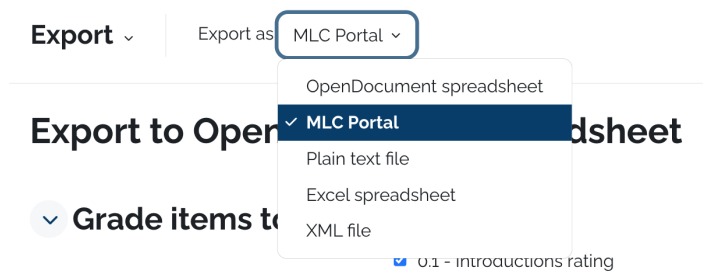 Export
Export as MLC Portal
OpenDocument spreadsheet
MLC Portal
Plain text file
Excel spreadsheet
XML file
Export to Open dsheet
Grade items to
0.1 - Introductions rating